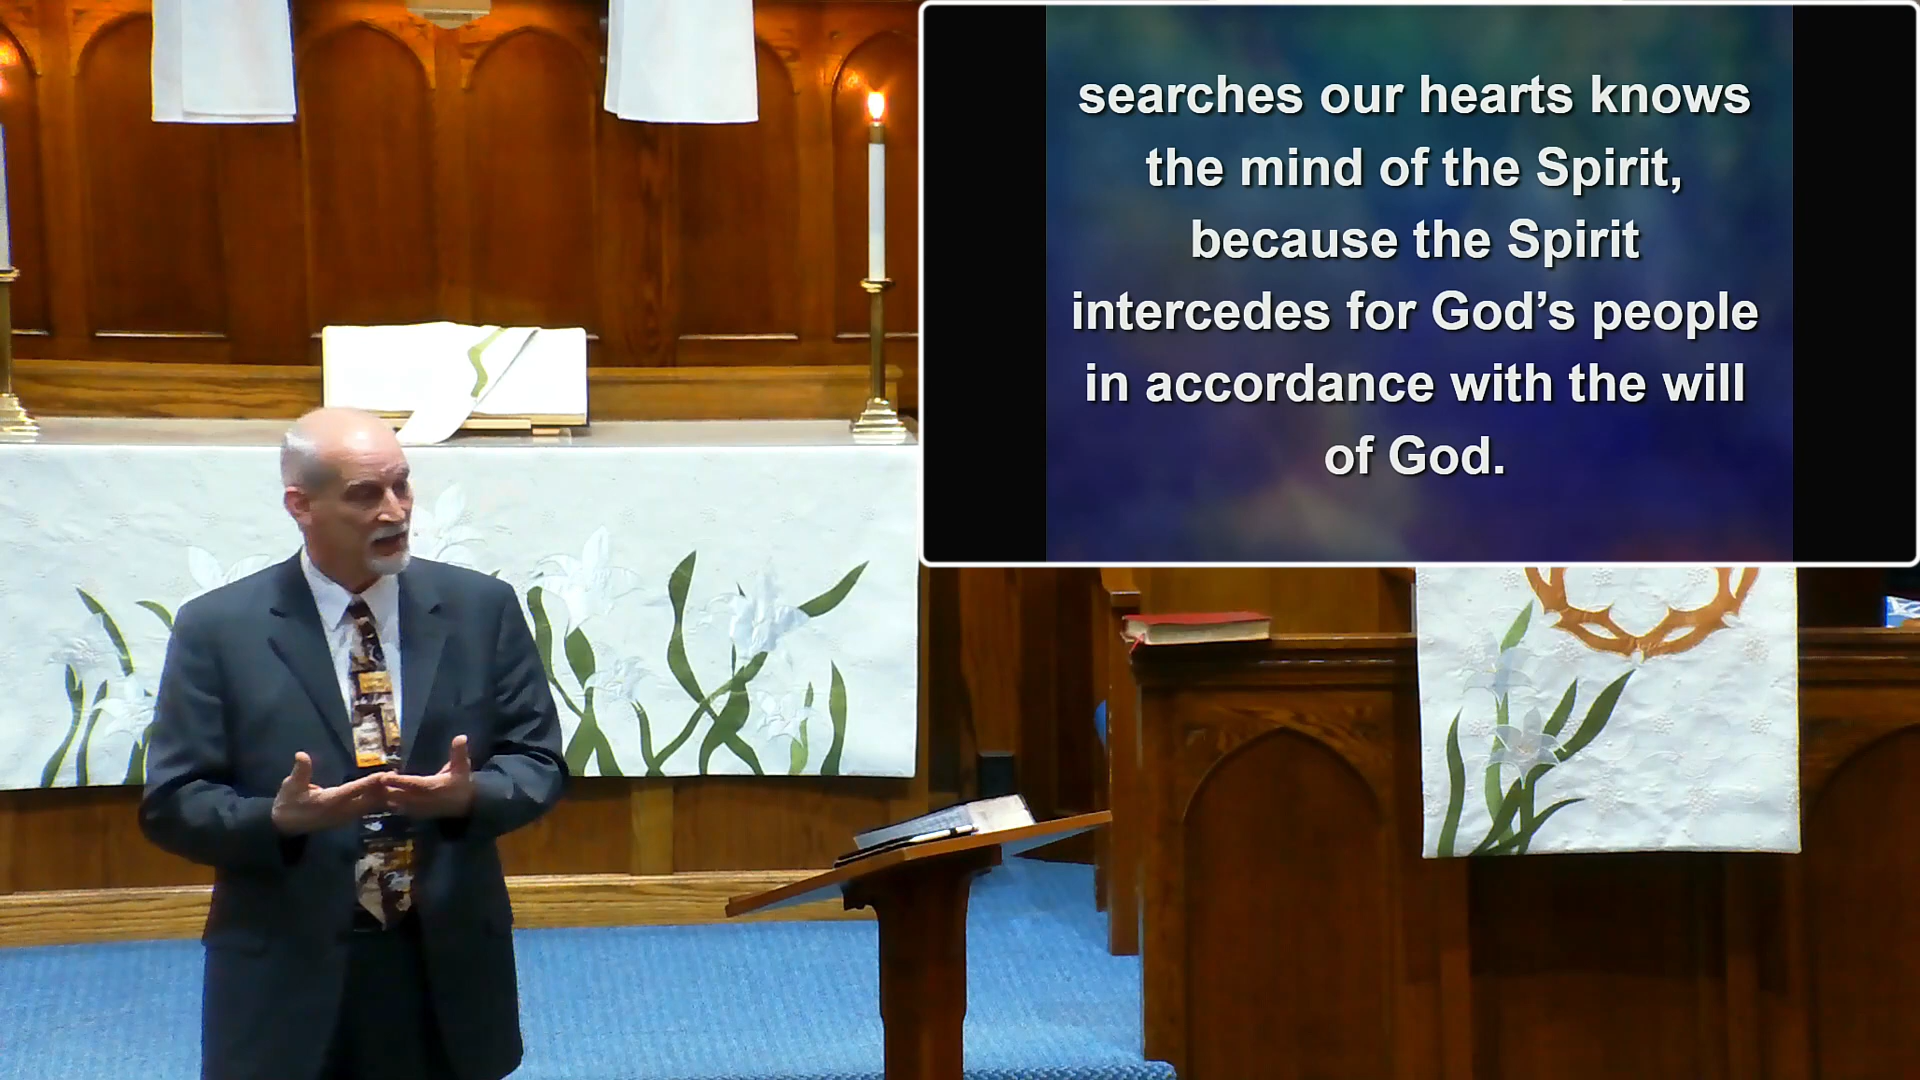 searches our hearts knows
the mind of the Spirit,
because the Spirit
intercedes for God’s people
in accordance with the will
of God.